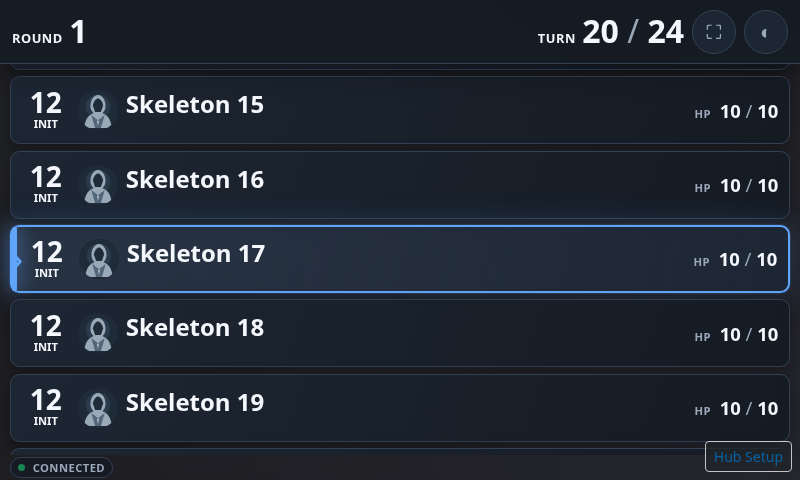 ROUND 1
TURN 20 / 24
12 INIT Skeleton 15 HP 10 / 10
12 INIT Skeleton 16 HP 10 / 10
12 INIT Skeleton 17 HP 10 / 10
12 INIT Skeleton 18 HP 10 / 10
12 INIT Skeleton 19 HP 10 / 10
CONNECTED
Hub Setup